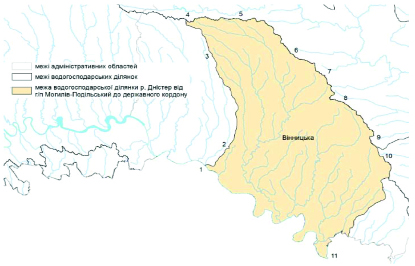 4
5
6
3
7
межі адміністративних областей
межі водогосподарських ділянок
межа водогосподарської ділянки р. Дністер від
г/п Могилів-Подільський до державного кордону
8
Вінницька
9
2
10
1
11